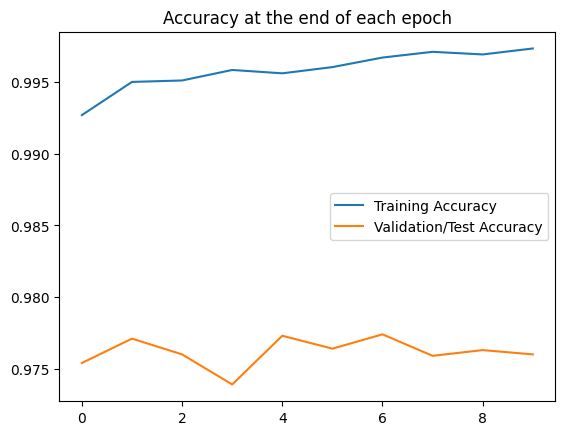 Accuracy at the end of each epoch
0.995
0.990
0.985
0.980
0.975
Training Accuracy
Validation/Test Accuracy
0 2 4 6 8